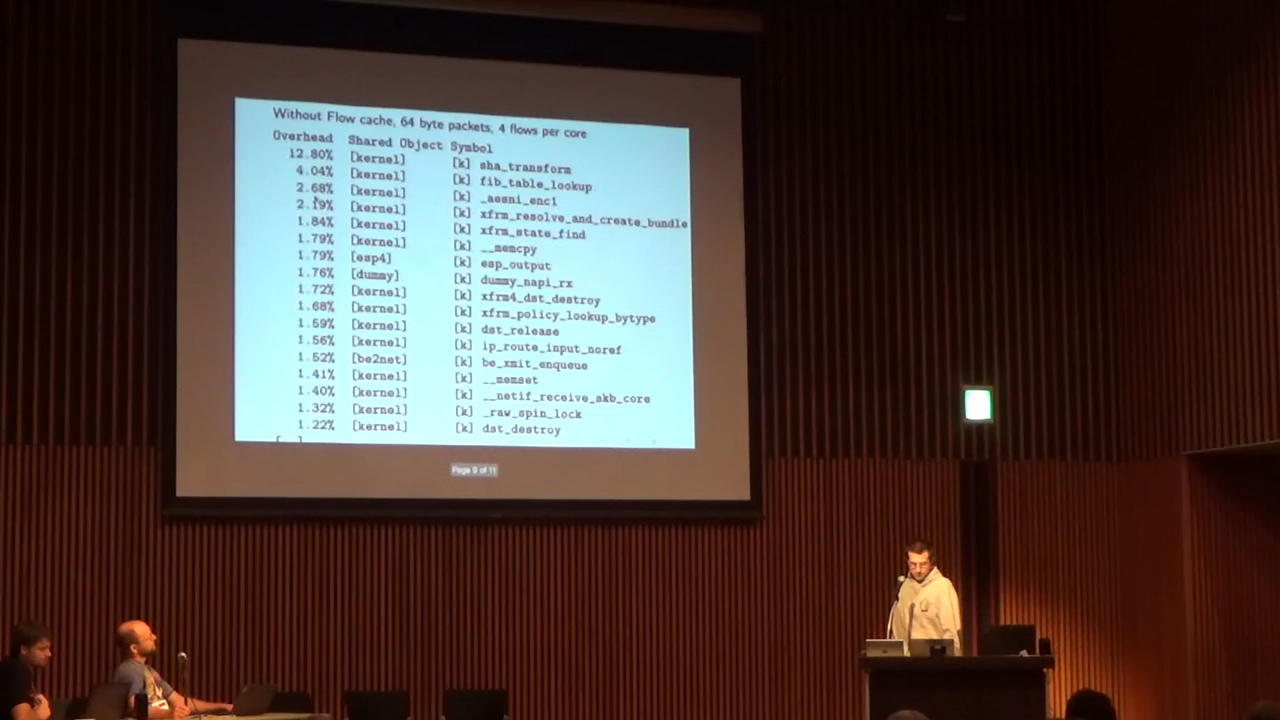 Without Flow cache, 64 byte packets, 4 flows per core
Overhead Shared Object Symbol
12.80% [kernel] [k] sha_transform
4.04% [kernel] [k] fib_table_lookup
2.68% [kernel] [k] _aesni_enc1
2.19% [kernel] [k] xfrm_resolve_and_create_bundle
1.84% [kernel] [k] xfrm_state_find
1.79% [kernel] [k] __memcpy
1.79% [esp4] [k] esp_output
1.76% [dummy] [k] dummy_napi_rx
1.72% [kernel] [k] xfrm4_dst_destroy
1.68% [kernel] [k] xfrm_policy_lookup_bytype
1.59% [kernel] [k] dst_release
1.56% [kernel] [k] ip_route_input_noref
1.52% [be2net] [k] be_xmit_enqueue
1.41% [kernel] [k] __memset
1.40% [kernel] [k] __netif_receive_skb_core
1.32% [kernel] [k] _raw_spin_lock
1.22% [kernel] [k] dst_destroy
Page 9 of 11